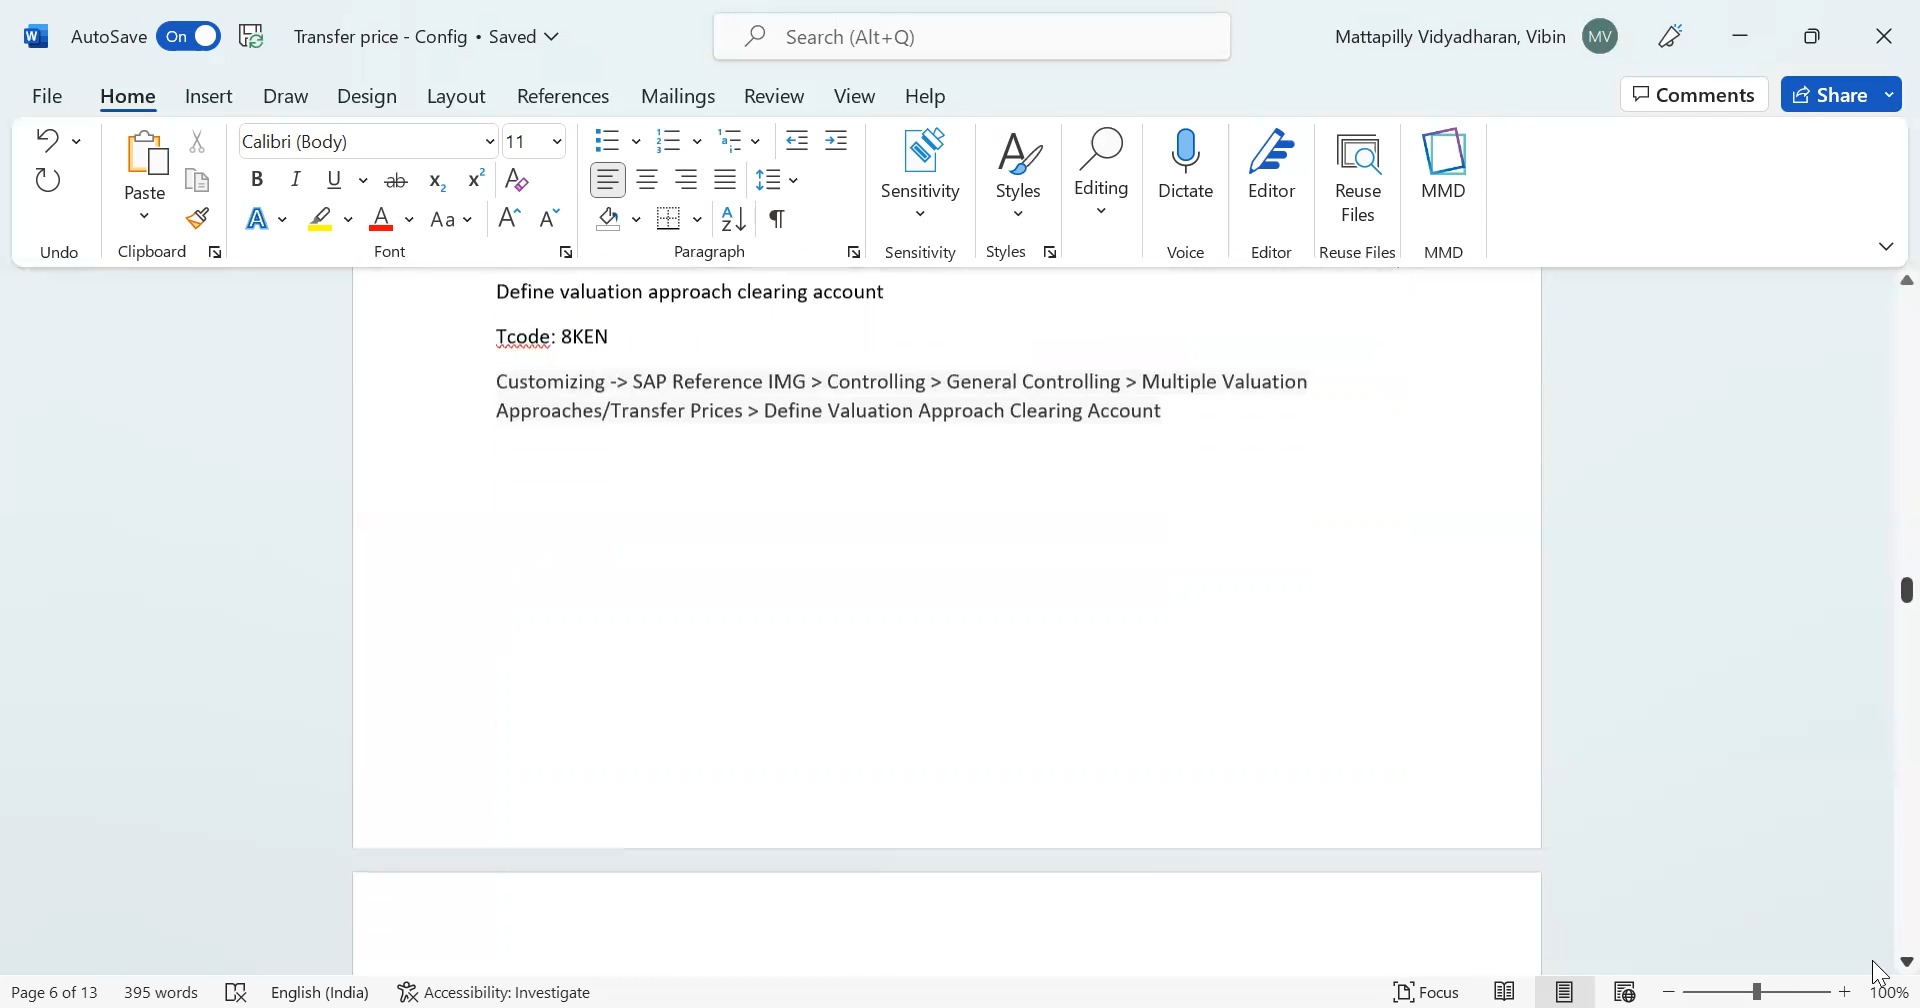 AutoSave On Transfer price - Config • Saved Search (Alt+Q) Mattapilly Vidyadharan, Vibin MV
File Home Insert Draw Design Layout References Mailings Review View Help Comments Share
Calibri (Body) 11
Paste
Sensitivity Styles Editing Dictate Editor Reuse Files MMD
Undo Clipboard Font Paragraph Sensitivity Styles Voice Editor Reuse Files MMD
Define valuation approach clearing account
Tcode: 8KEN
Customizing -> SAP Reference IMG > Controlling > General Controlling > Multiple Valuation
Approaches/Transfer Prices > Define Valuation Approach Clearing Account
Page 6 of 13 395 words English (India) Accessibility: Investigate Focus 100%